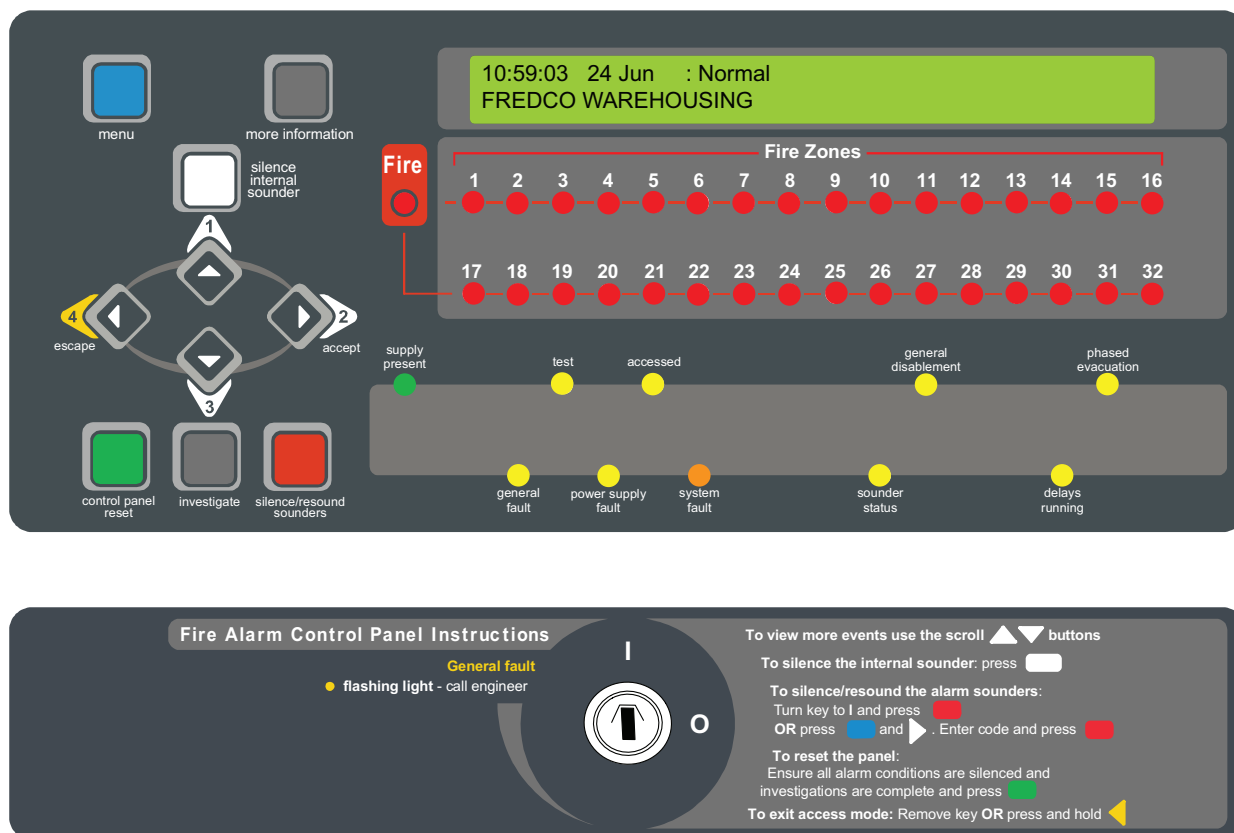 10:59:03 24 Jun : Normal
FREDCO WAREHOUSING
menu
more information
silence
internal
sounder
1
4
escape
2
accept
3
control panel
reset
investigate
silence/resound
sounders
Fire
Fire Zones
1 2 3 4 5 6 7 8 9 10 11 12 13 14 15 16
17 18 19 20 21 22 23 24 25 26 27 28 29 30 31 32
supply
present
test
accessed
general
disablement
phased
evacuation
general
fault
power supply
fault
system
fault
sounder
status
delays
running
Fire Alarm Control Panel Instructions
General fault
flashing light - call engineer
I
O
To view more events use the scroll buttons
To silence the internal sounder: press
To silence/resound the alarm sounders:
Turn key to I and press
OR press and . Enter code and press
To reset the panel:
Ensure all alarm conditions are silenced and
investigations are complete and press
To exit access mode: Remove key OR press and hold